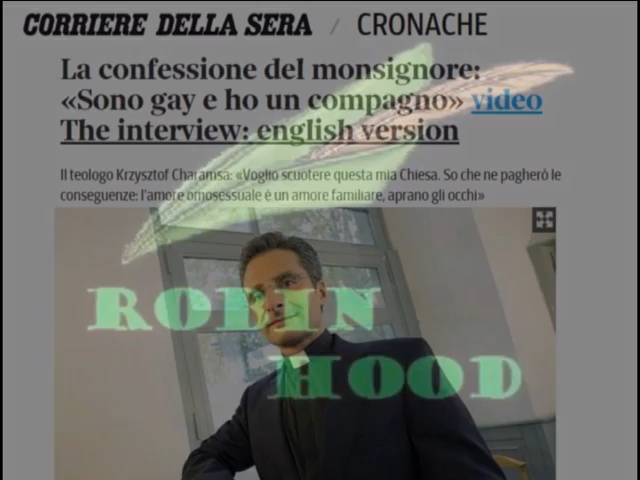 CORRIERE DELLA SERA / CRONACHE
La confessione del monsignore:
«Sono gay e ho un compagno» video
The interview: english version
Il teologo Krzysztof Charamsa: «Voglio scuotere questa mia Chiesa. So che ne pagherò le
conseguenze: l'amore omosessuale è un amore familiare, aprano gli occhi»
ROBIN
HOOD